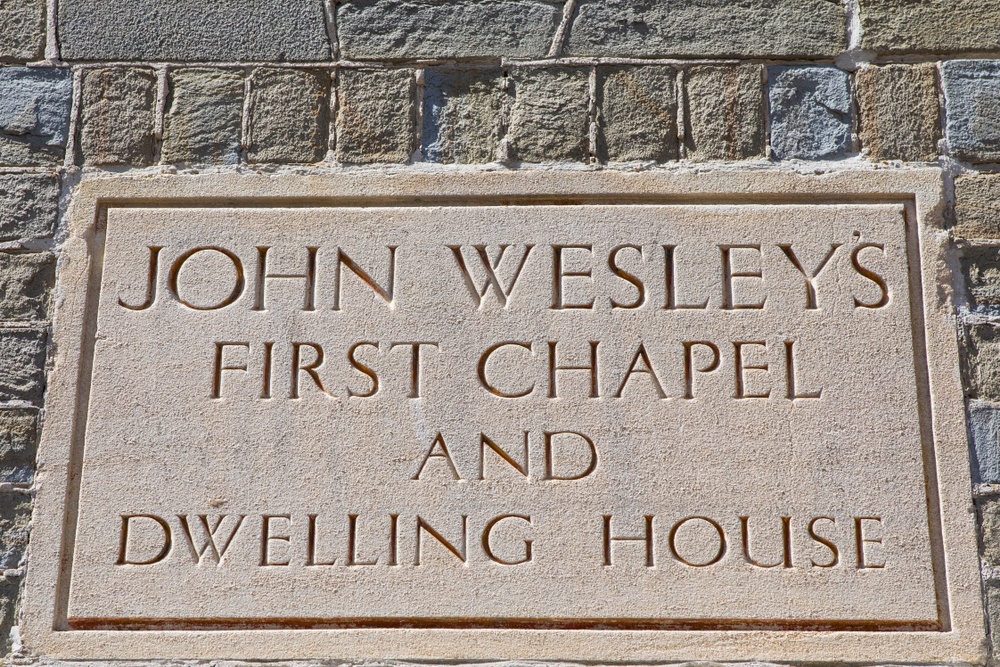 JOHN WESLEY'S
FIRST CHAPEL
AND
DWELLING HOUSE